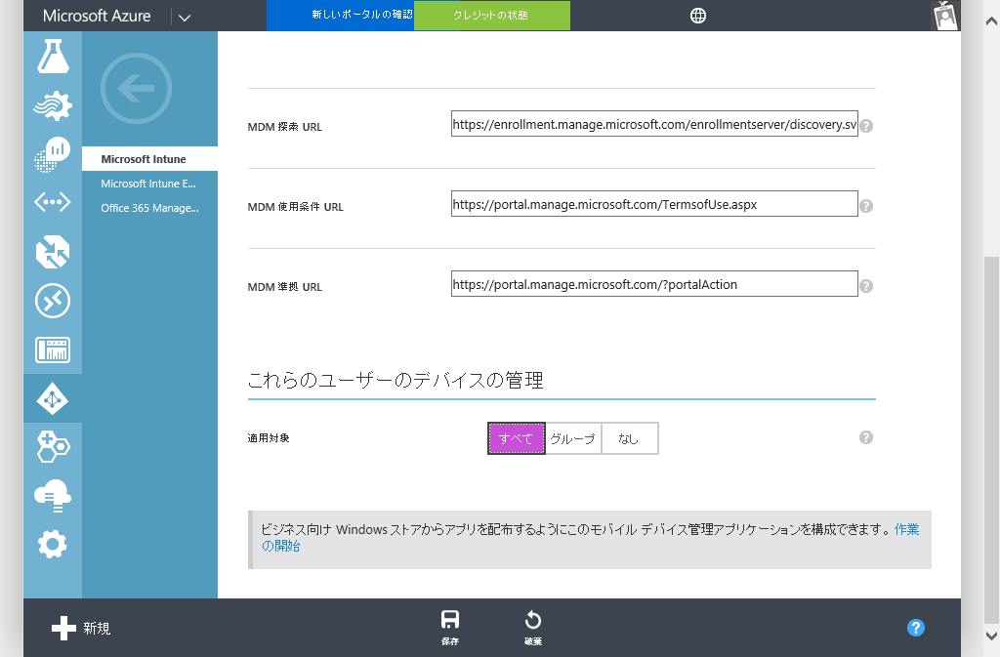 Microsoft Azure
新しいポータルの確認
クレジットの状態
Microsoft Intune
Microsoft Intune E...
Office 365 Manage...
MDM 探索 URL
https://enrollment.manage.microsoft.com/enrollmentserver/discovery.sv
MDM 使用条件 URL
https://portal.manage.microsoft.com/TermsofUse.aspx
MDM 準拠 URL
https://portal.manage.microsoft.com/?portalAction
これらのユーザーのデバイスの管理
適用対象
すべて
グループ
なし
ビジネス向け Windows ストアからアプリを配布するようにこのモバイル デバイス管理アプリケーションを構成できます。作業
の開始
新規
保存
破棄